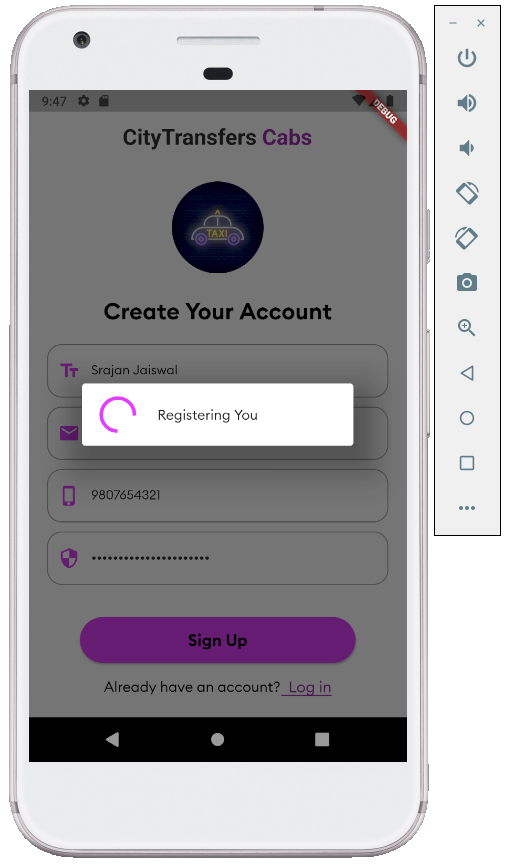 9:47
DEBUG
CityTransfers Cabs
TAXI
Create Your Account
Srajan Jaiswal
Registering You
9807654321
••••••••••••••••••••••
Sign Up
Already have an account? Log in